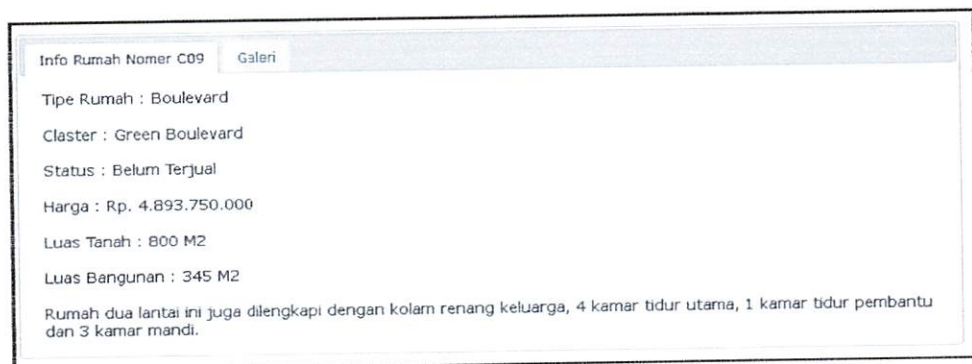 Info Rumah Nomer C09 Galeri
Tipe Rumah : Boulevard
Claster : Green Boulevard
Status : Belum Terjual
Harga : Rp. 4.893.750.000
Luas Tanah : 800 M2
Luas Bangunan : 345 M2
Rumah dua lantai ini juga dilengkapi dengan kolam renang keluarga, 4 kamar tidur utama, 1 kamar tidur pembantu
dan 3 kamar mandi.